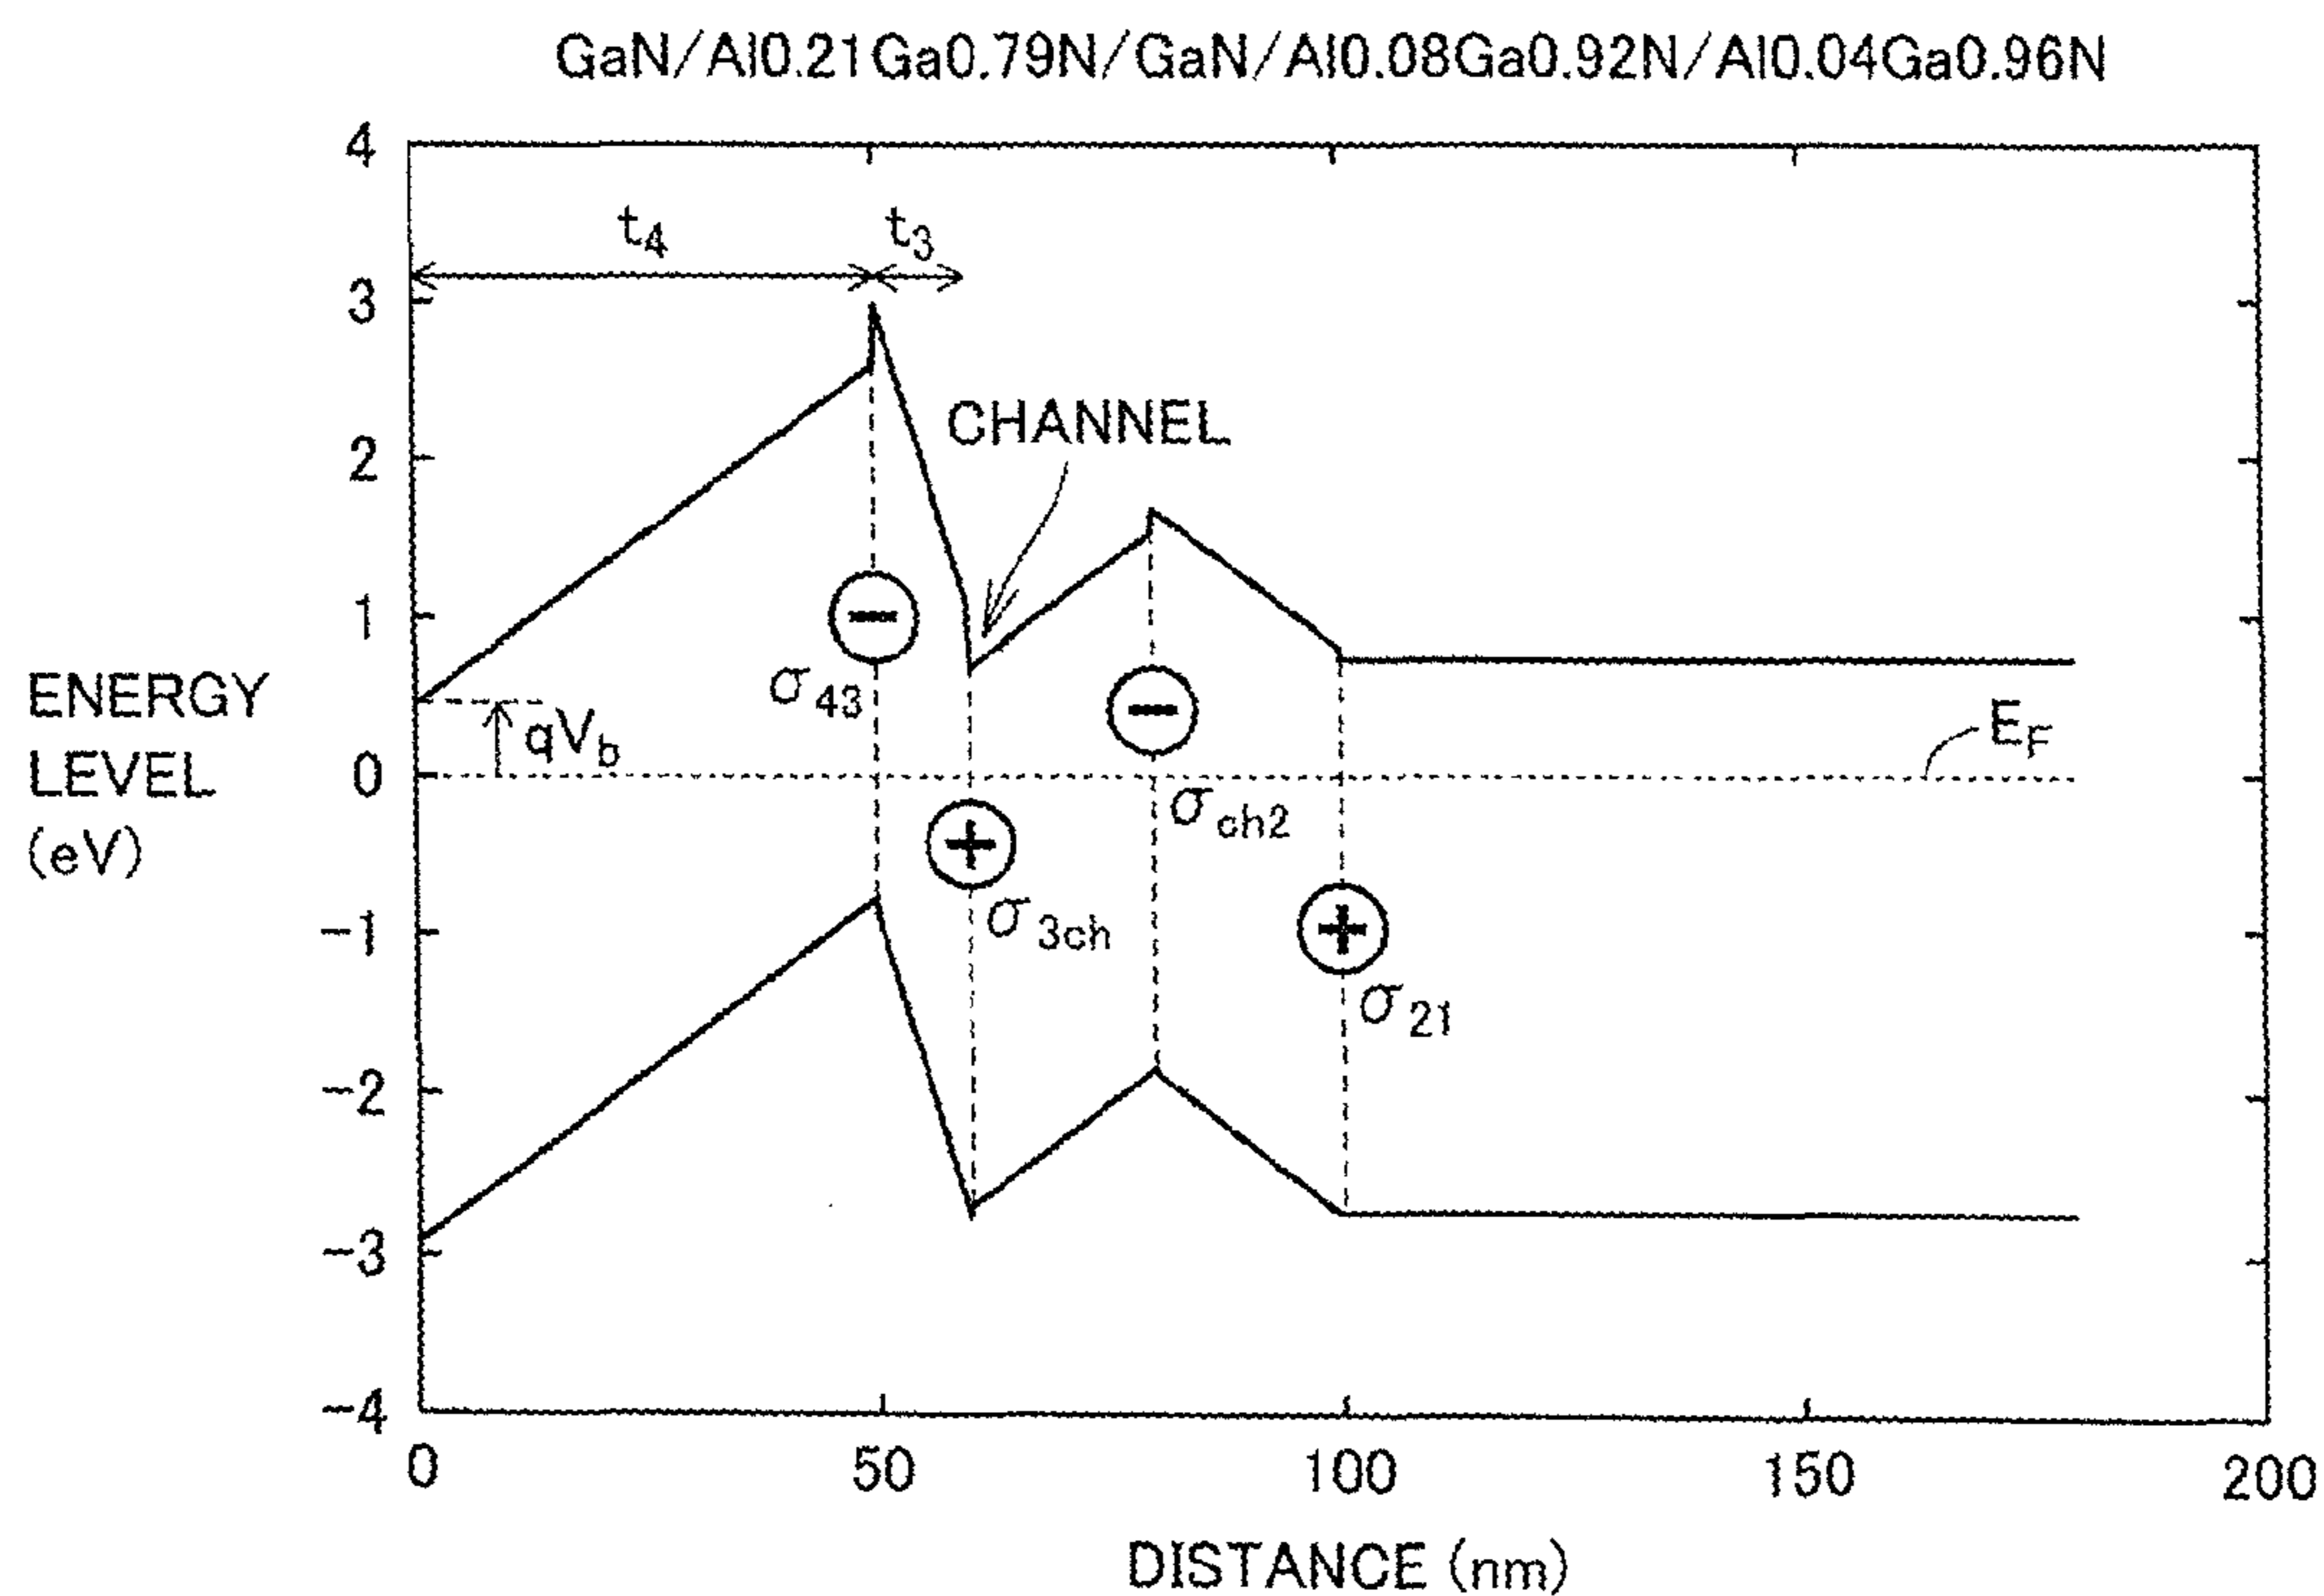 GaN/Al0.21Ga0.79N/GaN/Al0.08Ga0.92N/Al0.04Ga0.96N
4
3
2
1
0
-1
-2
-3
-4
t4
t3
CHANNEL
ENERGY
LEVEL
(eV)
qVb
EF
σ43
σ3ch
σch2
σ21
−
+
−
+
0
50
100
150
200
DISTANCE (nm)